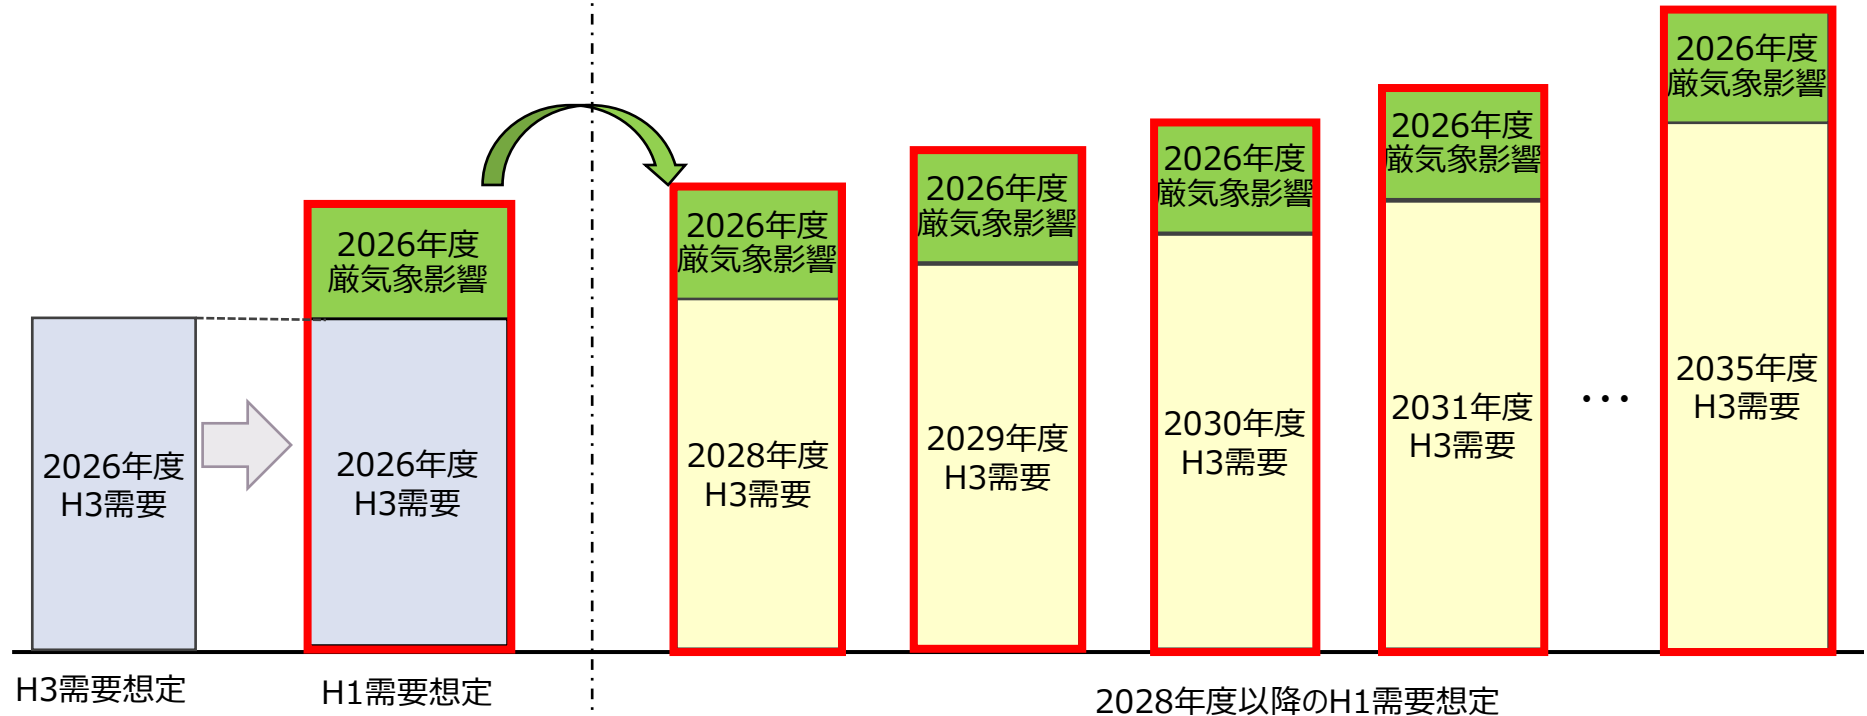 2026年度
H3需要
2026年度
厳気象影響
2026年度
H3需要
2026年度
厳気象影響
2028年度
H3需要
2026年度
厳気象影響
2029年度
H3需要
2026年度
厳気象影響
2030年度
H3需要
2026年度
厳気象影響
2031年度
H3需要
…
2026年度
厳気象影響
2035年度
H3需要
H3需要想定
H1需要想定
2028年度以降のH1需要想定